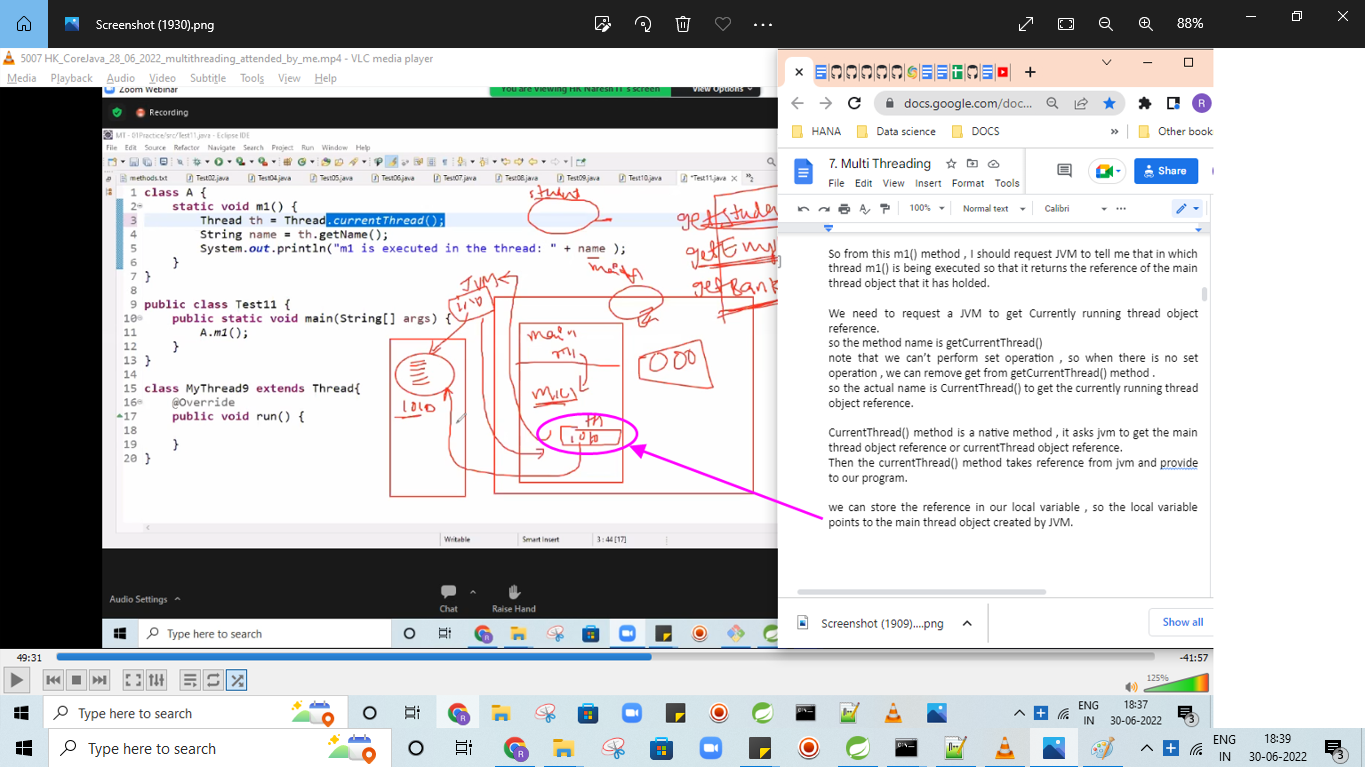 Screenshot (1930).png
88%
5007 HK_CoreJava_28_06_2022_multithreading_attended_by_me.mp4 - VLC media player
Media Playback Audio Video Subtitle Tools View Help
Zoom Webinar
You are viewing HK Naresh IT's screen
View Options
Recording
MT - 01Practice/src/Test11.java - Eclipse IDE
File Edit Source Refactor Navigate Search Project Run Window Help
methods.txt Test02.java Test04.java Test05.java Test06.java Test07.java Test08.java Test09.java Test10.java *Test11.java
1 class A {
2 static void m1() {
3 Thread th = Thread.currentThread();
4 String name = th.getName();
5 System.out.println("m1 is executed in the thread: " + name );
6 }
7 }
8
9 public class Test11 {
10 public static void main(String[] args) {
11 A.m1();
12 }
13 }
14
15 class MyThread9 extends Thread{
16 @Override
17 public void run() {
18
19 }
20 }
student
getStude
getEmp
getBank
JVM
1010
main
m1
m1()
th
1010
1010
000
Writable Smart Insert 3 : 44 [17]
Audio Settings
Chat
Raise Hand
Type here to search
docs.google.com/doc...
R
HANA Data science DOCS » Other book
7. Multi Threading
File Edit View Insert Format Tools
Share
100% Normal text Calibri
So from this m1() method , I should request JVM to tell me that in which
thread m1() is being executed so that it returns the reference of the main
thread object that it has holded.
We need to request a JVM to get Currently running thread object
reference.
so the method name is getCurrentThread()
note that we can't perform set operation , so when there is no set
operation , we can remove get from getCurrentThread() method .
so the actual name is CurrentThread() to get the currently running thread
object reference.
CurrentThread() method is a native method , it asks jvm to get the main
thread object reference or currentThread object reference.
Then the currentThread() method takes reference from jvm and provide
to our program.
we can store the reference in our local variable , so the local variable
points to the main thread object created by JVM.
Screenshot (1909)....png
Show all
49:31
-41:57
125%
Type here to search
ENG
IN
18:37
30-06-2022
3
Type here to search
ENG
IN
18:39
30-06-2022
3